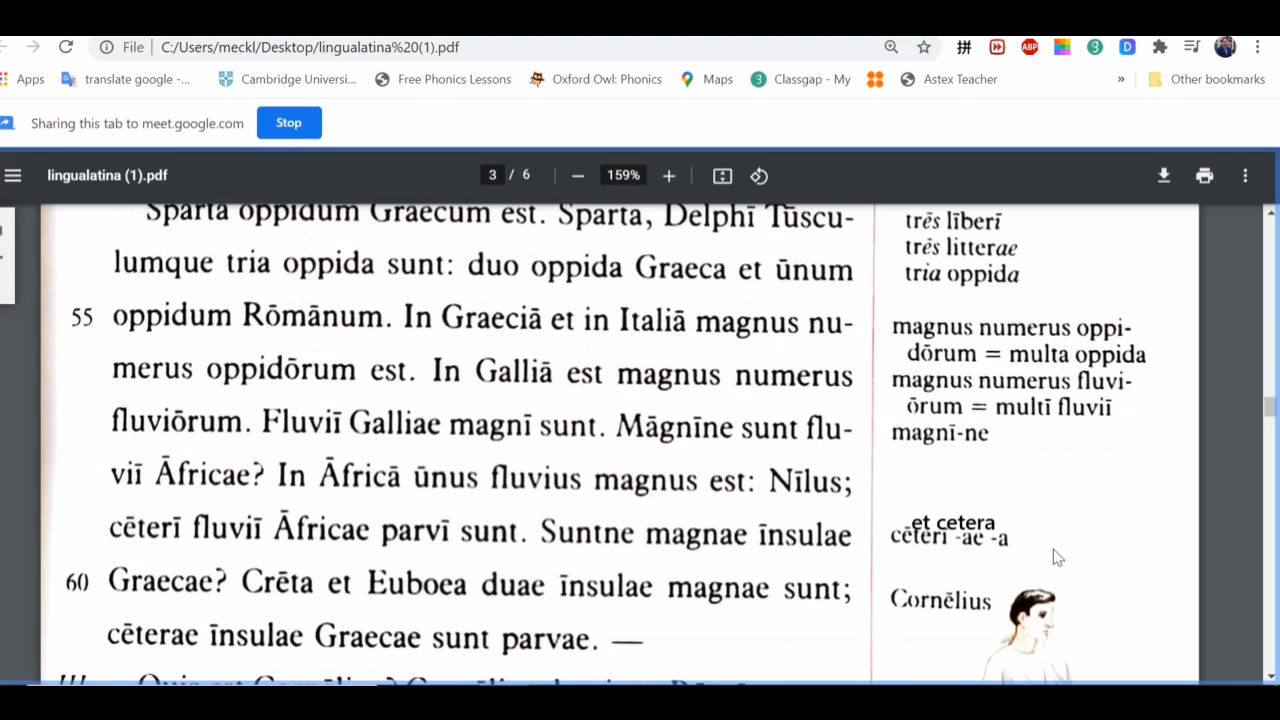 File | C:/Users/meckl/Desktop/lingualatina%20(1).pdf
拼
ABP
3
D
Apps
translate google -...
Cambridge Universi...
Free Phonics Lessons
Oxford Owl: Phonics
Maps
3
Classgap - My
Astex Teacher
»
Other bookmarks
Sharing this tab to meet.google.com
Stop
lingualatina (1).pdf
3 / 6
159%
Sparta oppidum Graecum est. Sparta, Delphī Tūscu-
lumque tria oppida sunt: duo oppida Graeca et ūnum
55 oppidum Rōmānum. In Graeciā et in Italiā magnus nu-
merus oppidōrum est. In Galliā est magnus numerus
fluviōrum. Fluviī Galliae magnī sunt. Māgnīne sunt flu-
viī Āfricae? In Āfricā ūnus fluvius magnus est: Nīlus;
cēterī fluviī Āfricae parvī sunt. Suntne magnae īnsulae
60 Graecae? Crēta et Euboea duae īnsulae magnae sunt;
cēterae īnsulae Graecae sunt parvae. —
trēs līberī
trēs litterae
tria oppida
magnus numerus oppi-
dōrum = multa oppida
magnus numerus fluvi-
ōrum = multī fluviī
magnī-ne
et cetera
cēterī -ae -a
Cornēlius